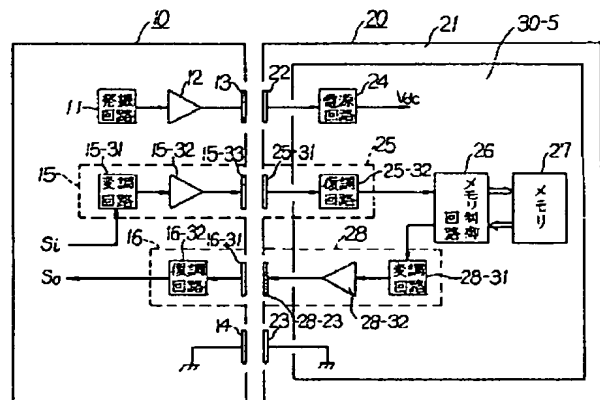 10
20
21
30-5
11
発振
回路
12
13
22
電源
回路
24
Vdc
15
15-31
変調
回路
15-32
15-33
25-31
25
復調
回路
25-32
26
メモリ制御
回路
27
メモリ
Si
So
16
16-32
復調
回路
16-31
28
変調
回路
28-31
28-23
28-32
14
23